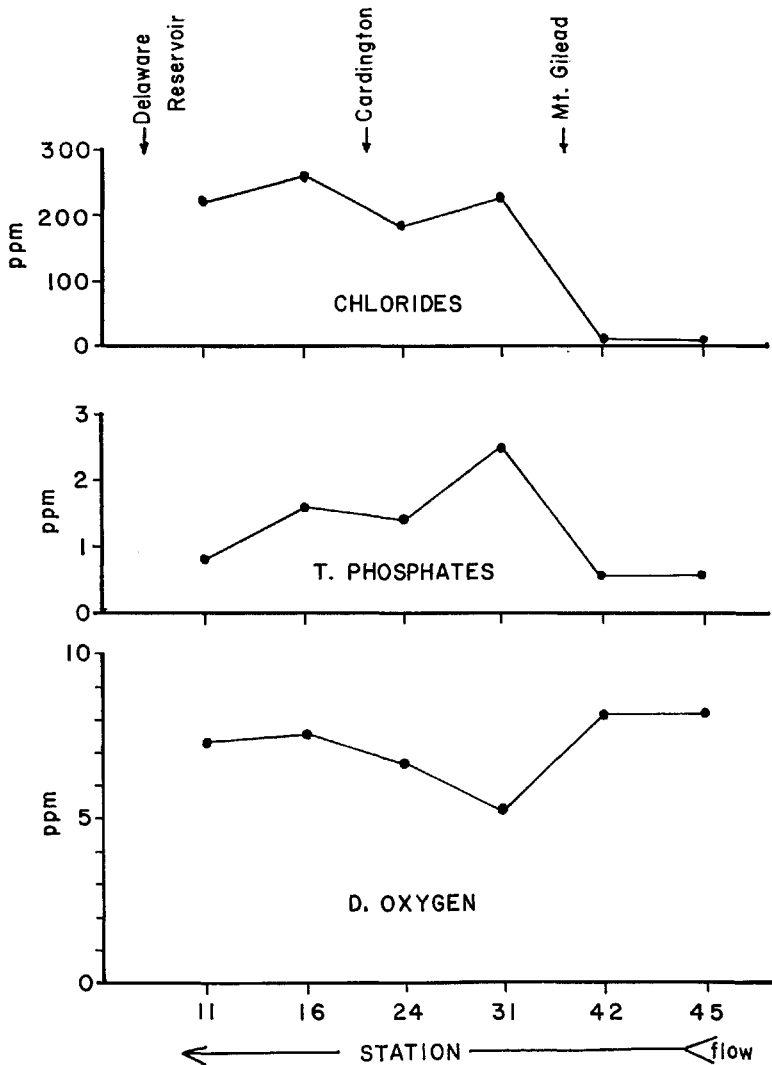 Delaware
Reservoir
Cardington
Mt. Gilead
300
200
100
0
ppm
CHLORIDES
3
2
1
0
ppm
T. PHOSPHATES
10
5
0
ppm
D. OXYGEN
11 16 24 31 42 45
STATION flow